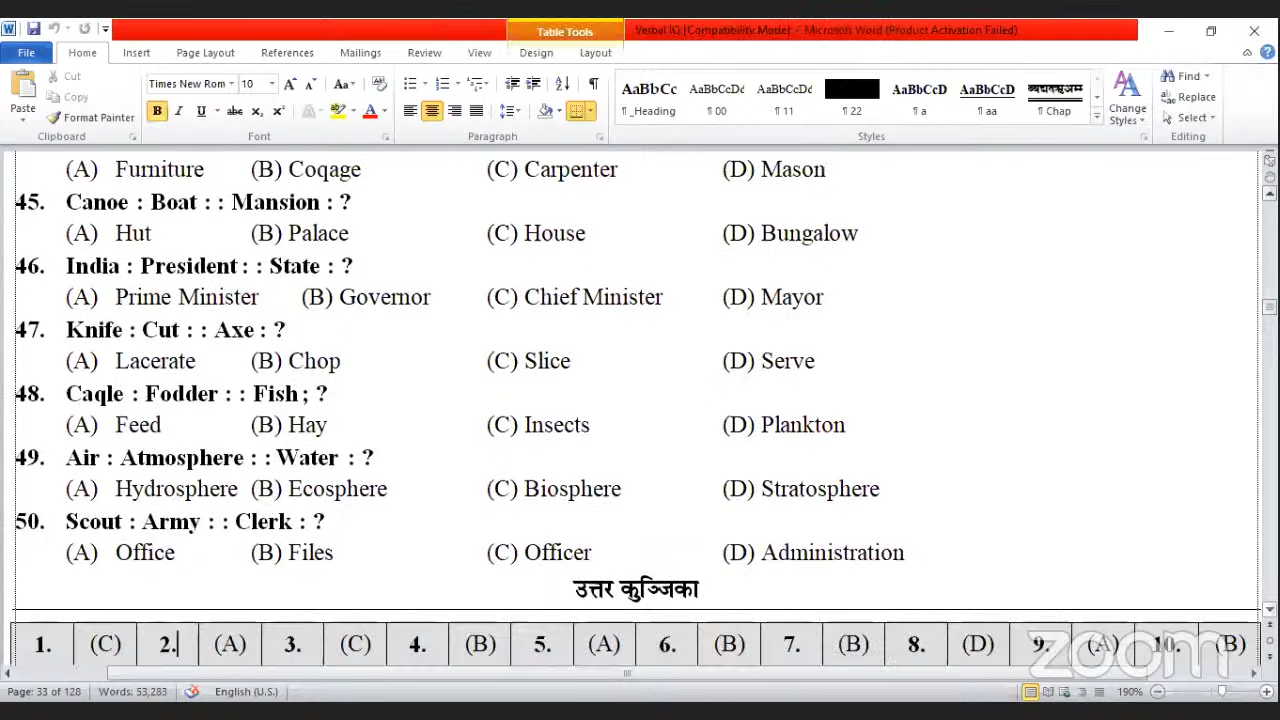 Table Tools
Verbal IQ [Compatibility Mode] - Microsoft Word (Product Activation Failed)
File Home Insert Page Layout References Mailings Review View Design Layout
Paste
Cut
Copy
Format Painter
Times New Rom 10
AaBbCc AaBbCcDc AaBbCcDc AaBbCcD AaBbCcD
¶ _Heading ¶ 00 ¶ 11 ¶ 22 ¶ a ¶ aa ¶ Chap
Change Styles
Find
Replace
Select
Clipboard Font Paragraph Styles Editing
(A) Furniture (B) Coqage (C) Carpenter (D) Mason
45. Canoe : Boat : : Mansion : ?
(A) Hut (B) Palace (C) House (D) Bungalow
46. India : President : : State : ?
(A) Prime Minister (B) Governor (C) Chief Minister (D) Mayor
47. Knife : Cut : : Axe : ?
(A) Lacerate (B) Chop (C) Slice (D) Serve
48. Caqle : Fodder : : Fish ; ?
(A) Feed (B) Hay (C) Insects (D) Plankton
49. Air : Atmosphere : : Water : ?
(A) Hydrosphere (B) Ecosphere (C) Biosphere (D) Stratosphere
50. Scout : Army : : Clerk : ?
(A) Office (B) Files (C) Officer (D) Administration
उत्तर कुञ्जिका
1. (C) 2. (A) 3. (C) 4. (B) 5. (A) 6. (B) 7. (B) 8. (D) 9. (A) 10. (B)
zoom
Page: 33 of 128 Words: 53,283 English (U.S.) 190%